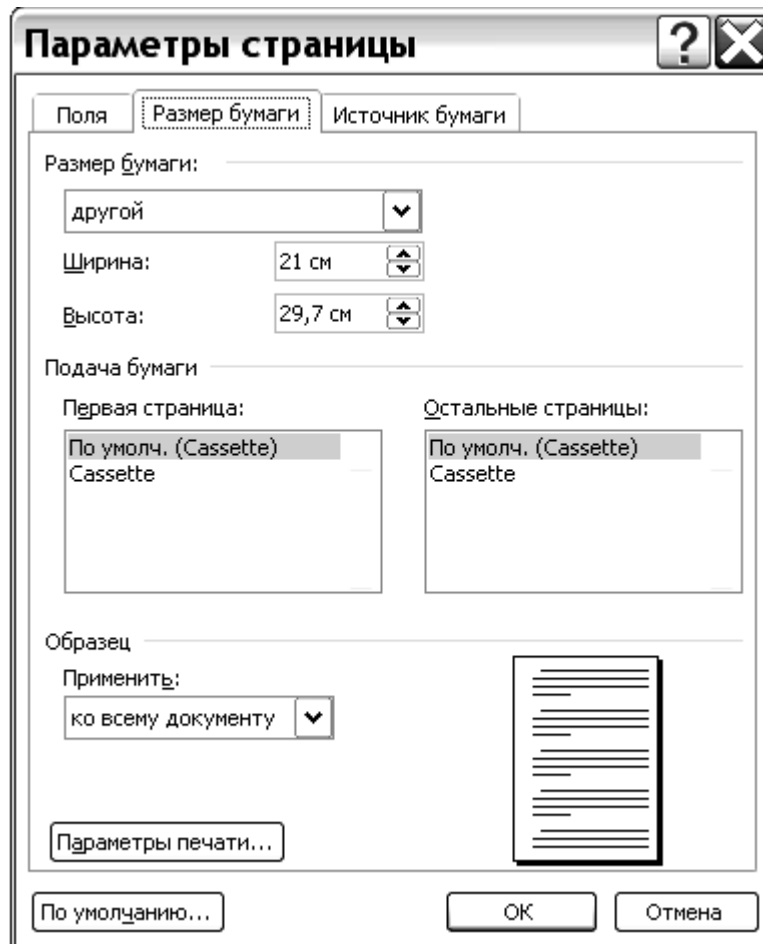 Параметры страницы
Поля Размер бумаги Источник бумаги
Размер бумаги:
другой
Ширина: 21 см
Высота: 29,7 см
Подача бумаги
Первая страница: Остальные страницы:
По умолч. (Cassette) По умолч. (Cassette)
Cassette Cassette
Образец
Применить:
ко всему документу
Параметры печати...
По умолчанию... ОК Отмена